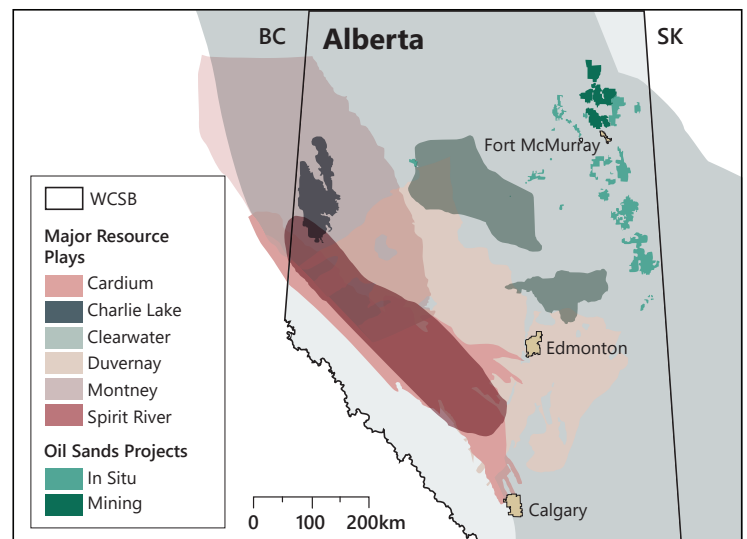 BC
Alberta
SK
Fort McMurray
WCSB
Major Resource
Plays
Cardium
Charlie Lake
Clearwater
Duvernay
Montney
Spirit River
Oil Sands Projects
In Situ
Mining
Edmonton
Calgary
0 100 200km